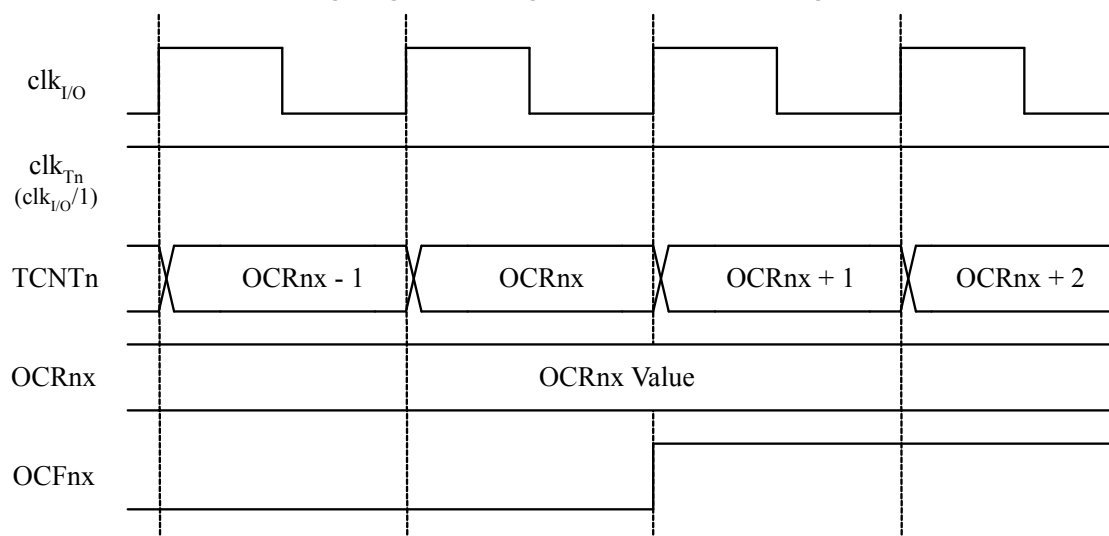 clkI/O
clkTn
(clkI/O/1)
TCNTn OCRnx - 1 OCRnx OCRnx + 1 OCRnx + 2
OCRnx OCRnx Value
OCFnx